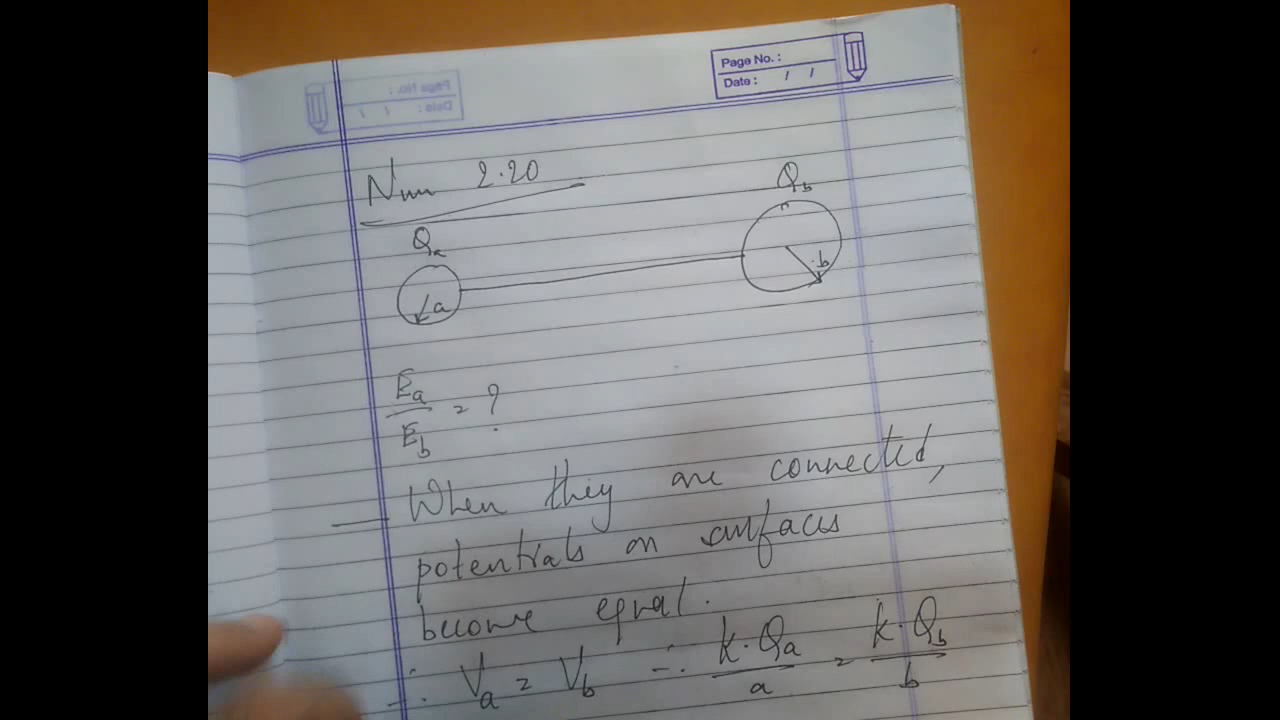 Page No. :
Date : / /
Num 2.20
Qa
Qb
a
b
Ea/Eb = ?
— When they are connected,
potentials on surfaces
become equal.
∴ Va = Vb ∴ k·Qa/a = k·Qb/b